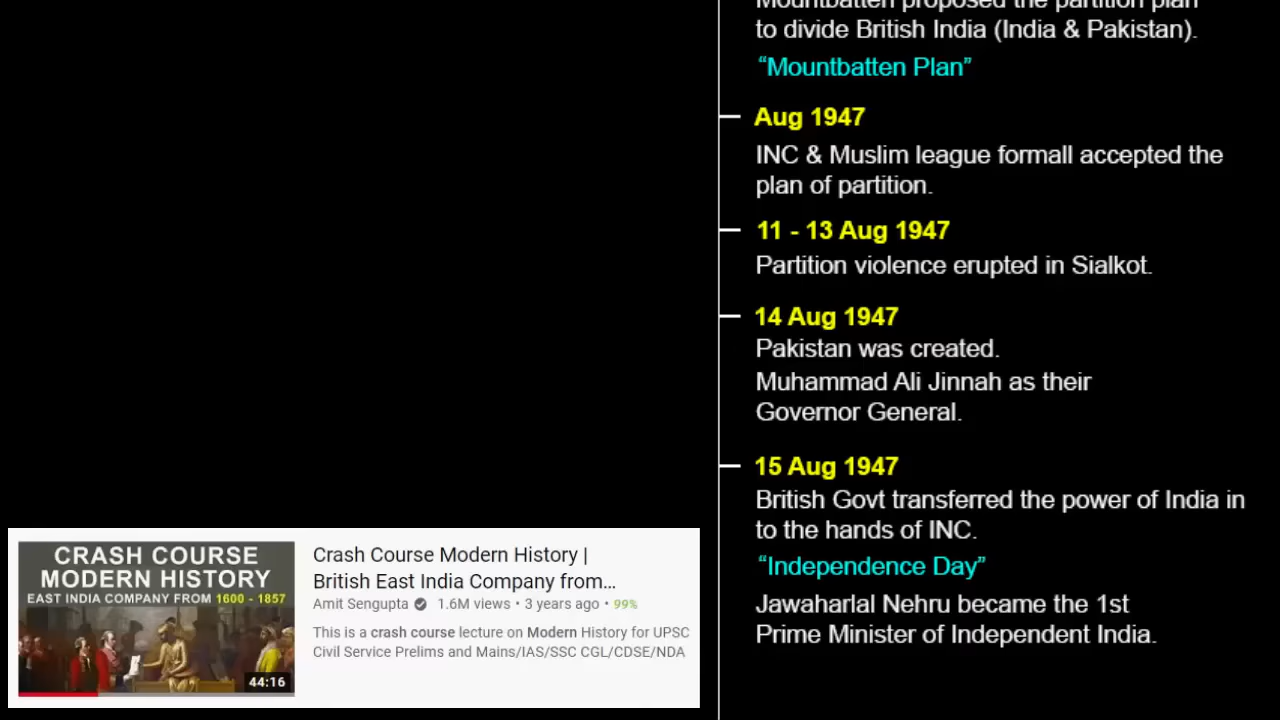 Mountbatten proposed the partition plan
to divide British India (India & Pakistan).
“Mountbatten Plan”
Aug 1947
INC & Muslim league formall accepted the
plan of partition.
11 - 13 Aug 1947
Partition violence erupted in Sialkot.
14 Aug 1947
Pakistan was created.
Muhammad Ali Jinnah as their
Governor General.
15 Aug 1947
British Govt transferred the power of India in
to the hands of INC.
“Independence Day”
Jawaharlal Nehru became the 1st
Prime Minister of Independent India.
CRASH COURSE
MODERN HISTORY
EAST INDIA COMPANY FROM 1600 - 1857
44:16
Crash Course Modern History |
British East India Company from...
Amit Sengupta 1.6M views • 3 years ago • 99%
This is a crash course lecture on Modern History for UPSC
Civil Service Prelims and Mains/IAS/SSC CGL/CDSE/NDA